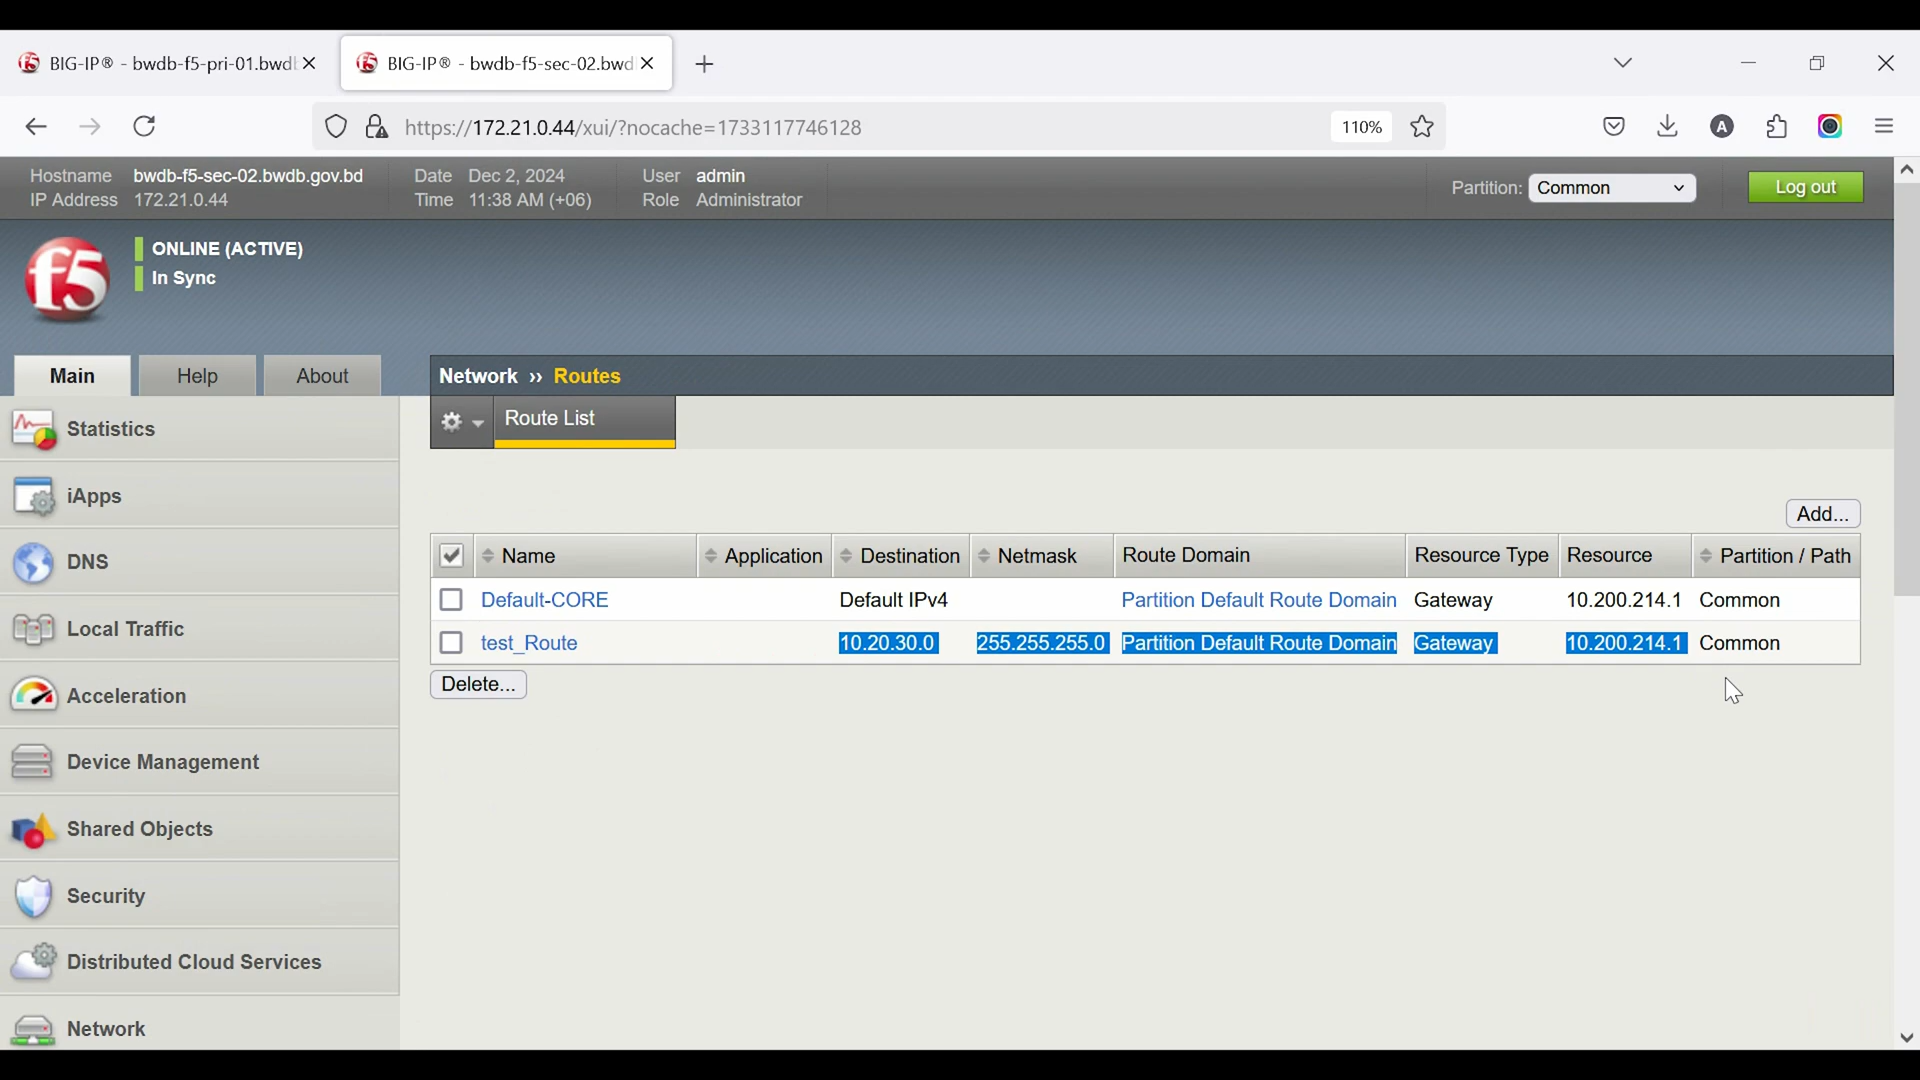 BIG-IP® - bwdb-f5-pri-01.bwdb
BIG-IP® - bwdb-f5-sec-02.bwd
https://172.21.0.44/xui/?nocache=1733117746128
110%
A
Hostname bwdb-f5-sec-02.bwdb.gov.bd Date Dec 2, 2024 User admin
IP Address 172.21.0.44 Time 11:38 AM (+06) Role Administrator
Partition: Common Log out
f5
ONLINE (ACTIVE)
In Sync
Main Help About
Network ›› Routes
Route List
Statistics
iApps
DNS
Local Traffic
Acceleration
Device Management
Shared Objects
Security
Distributed Cloud Services
Network
Add...
Name Application Destination Netmask Route Domain Resource Type Resource Partition / Path
Default-CORE Default IPv4 Partition Default Route Domain Gateway 10.200.214.1 Common
test_Route 10.20.30.0 255.255.255.0 Partition Default Route Domain Gateway 10.200.214.1 Common
Delete...